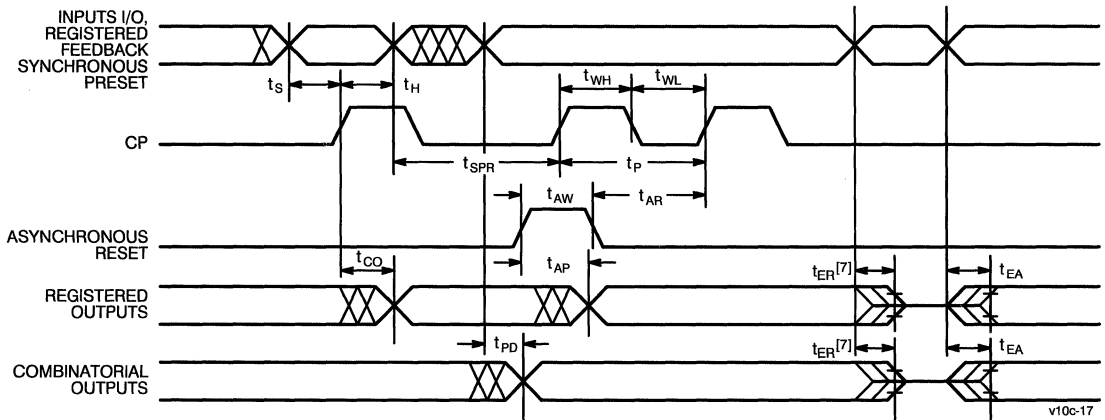 INPUTS I/O,
REGISTERED
FEEDBACK
SYNCHRONOUS
PRESET
tS
tH
tWH
tWL
CP
tSPR
tP
tAW
tAR
ASYNCHRONOUS
RESET
tCO
tAP
tER[7]
tEA
REGISTERED
OUTPUTS
tPD
tER[7]
tEA
COMBINATORIAL
OUTPUTS
v10c-17